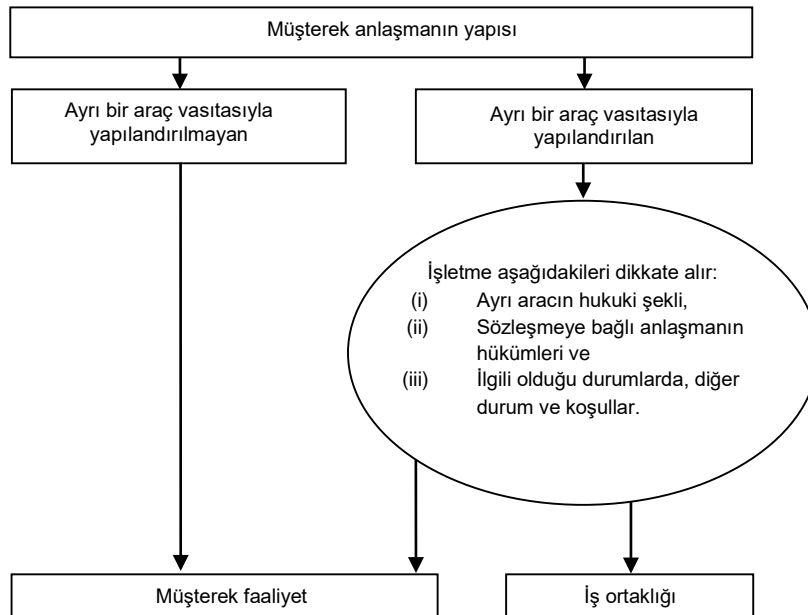 Müşterek anlaşmanın yapısı
Ayrı bir araç vasıtasıyla
yapılandırılmayan
Ayrı bir araç vasıtasıyla
yapılandırılan
İşletme aşağıdakileri dikkate alır:
(i) Ayrı aracın hukuki şekli,
(ii) Sözleşmeye bağlı anlaşmanın
hükümleri ve
(iii) İlgili olduğu durumlarda, diğer
durum ve koşullar.
Müşterek faaliyet
İş ortaklığı